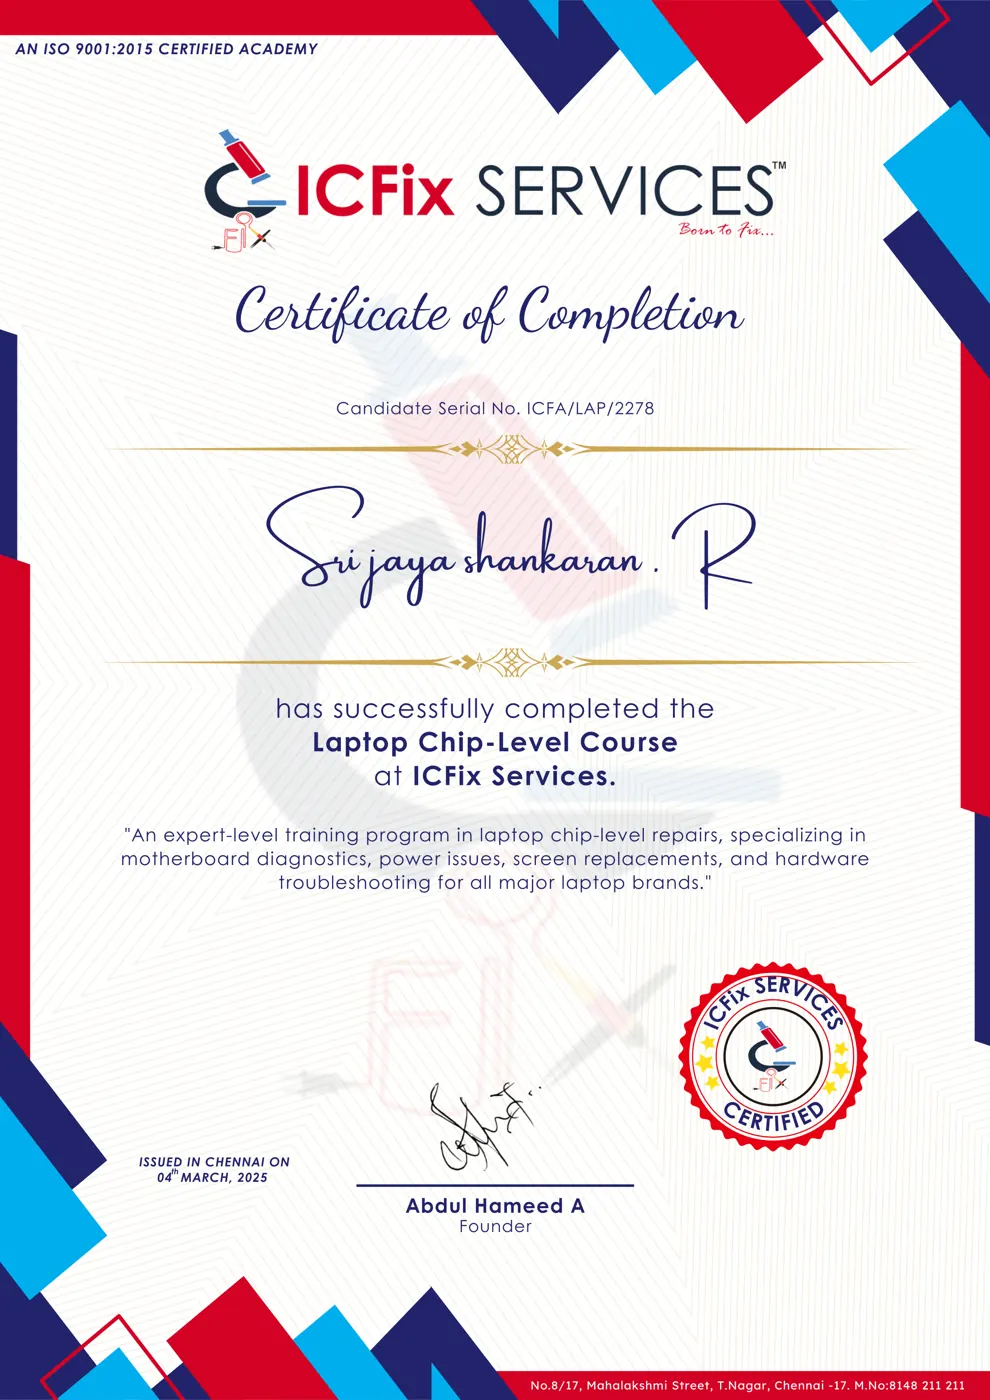 AN ISO 9001:2015 CERTIFIED ACADEMY
ICFix SERVICES™
Born to Fix...
FIX
Certificate of Completion
Candidate Serial No. ICFA/LAP/2278
Sri jaya shankaran . R
has successfully completed the
Laptop Chip-Level Course
at ICFix Services.
"An expert-level training program in laptop chip-level repairs, specializing in
motherboard diagnostics, power issues, screen replacements, and hardware
troubleshooting for all major laptop brands."
FIX
ICFix SERVICES
FIX
CERTIFIED
ISSUED IN CHENNAI ON
04th MARCH, 2025
Abdul Hameed A
Founder
No.8/17, Mahalakshmi Street, T.Nagar, Chennai -17. M.No:8148 211 211